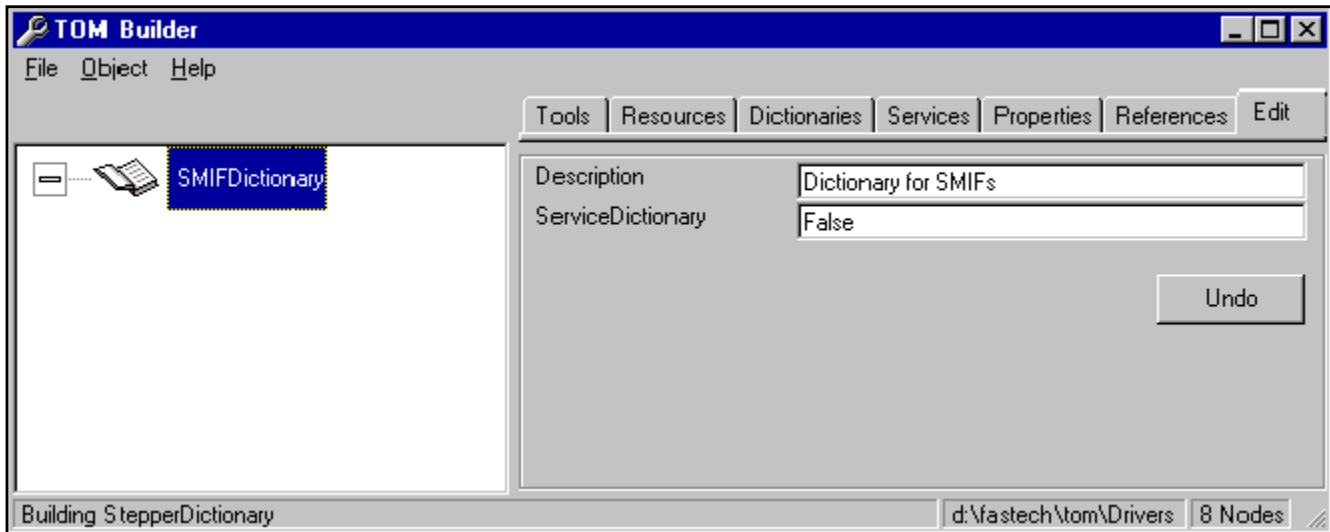 TOM Builder
File Object Help
Tools Resources Dictionaries Services Properties References Edit
SMIFDictionary
Description Dictionary for SMIFs
ServiceDictionary False
Undo
Building StepperDictionary d:\fastech\tom\Drivers 8 Nodes